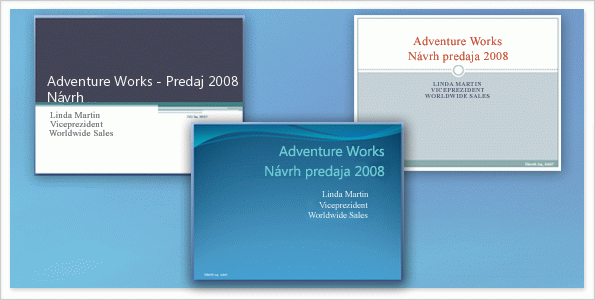 Adventure Works - Predaj 2008
Návrh
Linda Martin
Viceprezident
Worldwide Sales
Adventure Works
Návrh predaja 2008
LINDA MARTIN
VICEPREZIDENT
WORLDWIDE SALES
Adventure Works
Návrh predaja 2008
Linda Martin
Viceprezident
Worldwide Sales